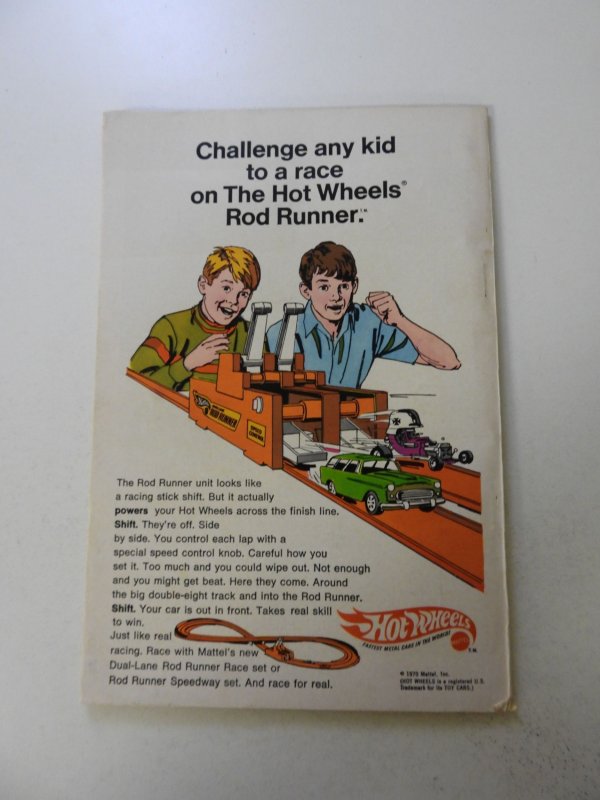 Challenge any kid
to a race
on The Hot Wheels®
Rod Runner.™
ROD RUNNER
SPEED
CONTROL
The Rod Runner unit looks like
a racing stick shift. But it actually
powers your Hot Wheels across the finish line.
Shift. They're off. Side
by side. You control each lap with a
special speed control knob. Careful how you
set it. Too much and you could wipe out. Not enough
and you might get beat. Here they come. Around
the big double-eight track and into the Rod Runner.
Shift. Your car is out in front. Takes real skill
to win.
Just like real
racing. Race with Mattel's new
Dual-Lane Rod Runner Race set or
Rod Runner Speedway set. And race for real.
HOT WHEELS
FASTEST METAL CARS IN THE WORLD!
T.M.
© 1970 Mattel, Inc.
(HOT WHEELS is a registered U.S.
Trademark for its TOY CARS.)